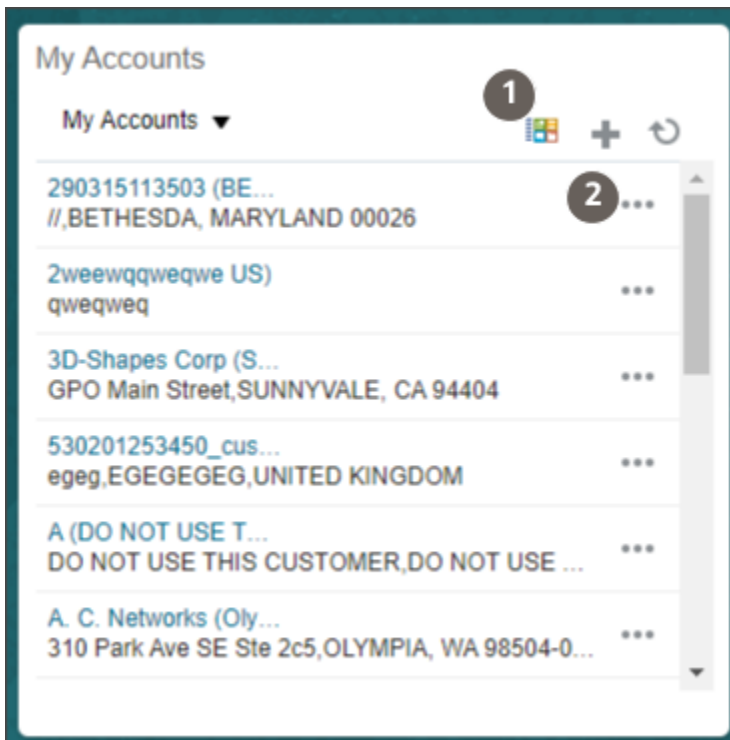 My Accounts
My Accounts
1
290315113503 (BE...
2
//,BETHESDA, MARYLAND 00026
2weewqqweqwe US)
qweqweq
3D-Shapes Corp (S...
GPO Main Street,SUNNYVALE, CA 94404
530201253450_cus...
egeg,EGEGEGEG,UNITED KINGDOM
A (DO NOT USE T...
DO NOT USE THIS CUSTOMER,DO NOT USE ...
A. C. Networks (Oly...
310 Park Ave SE Ste 2c5,OLYMPIA, WA 98504-0...